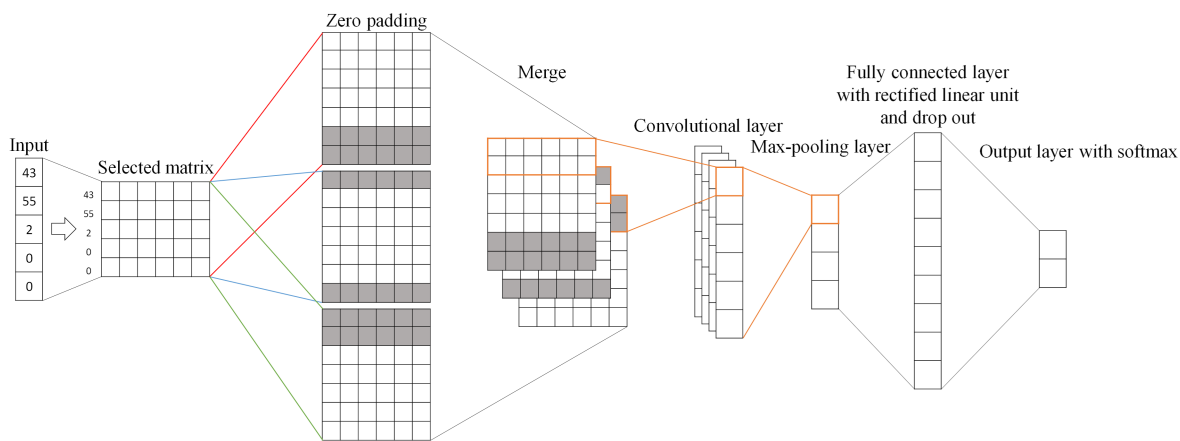 Zero padding
Merge
Fully connected layer
with rectified linear unit
and drop out
Convolutional layer
Max-pooling layer
Output layer with softmax
Input
Selected matrix
43
55
2
0
0
43
55
2
0
0